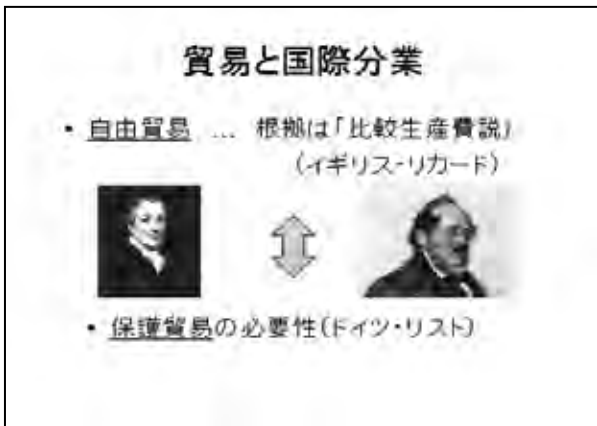 貿易と国際分業
• 自由貿易 … 根拠は「比較生産費説」
(イギリス・リカード)
• 保護貿易の必要性(ドイツ・リスト)